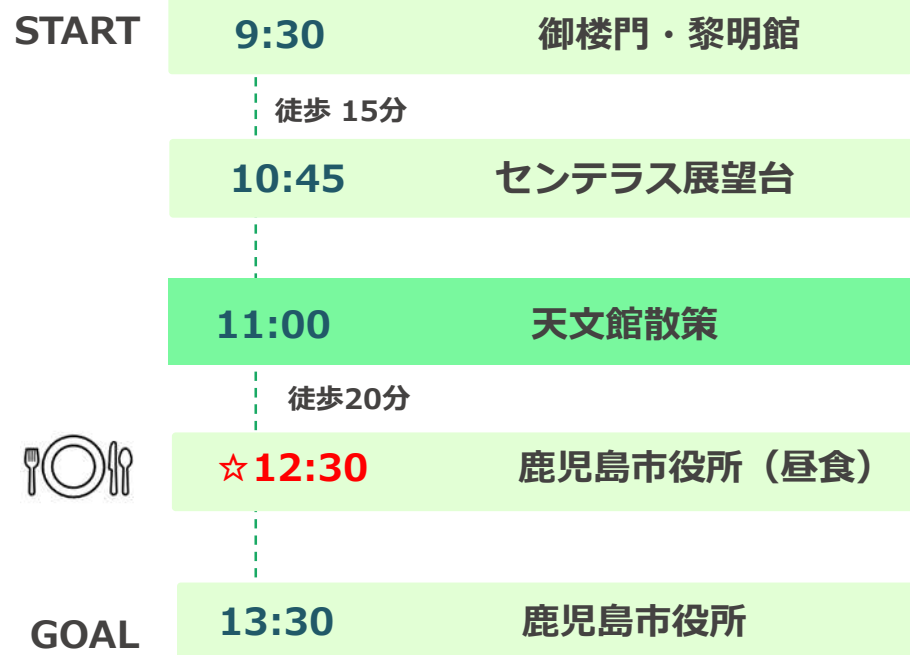 START 9:30 御楼門・黎明館
徒歩 15分
10:45 センテラス展望台
11:00 天文館散策
徒歩20分
☆12:30 鹿児島市役所（昼食）
13:30 鹿児島市役所
GOAL